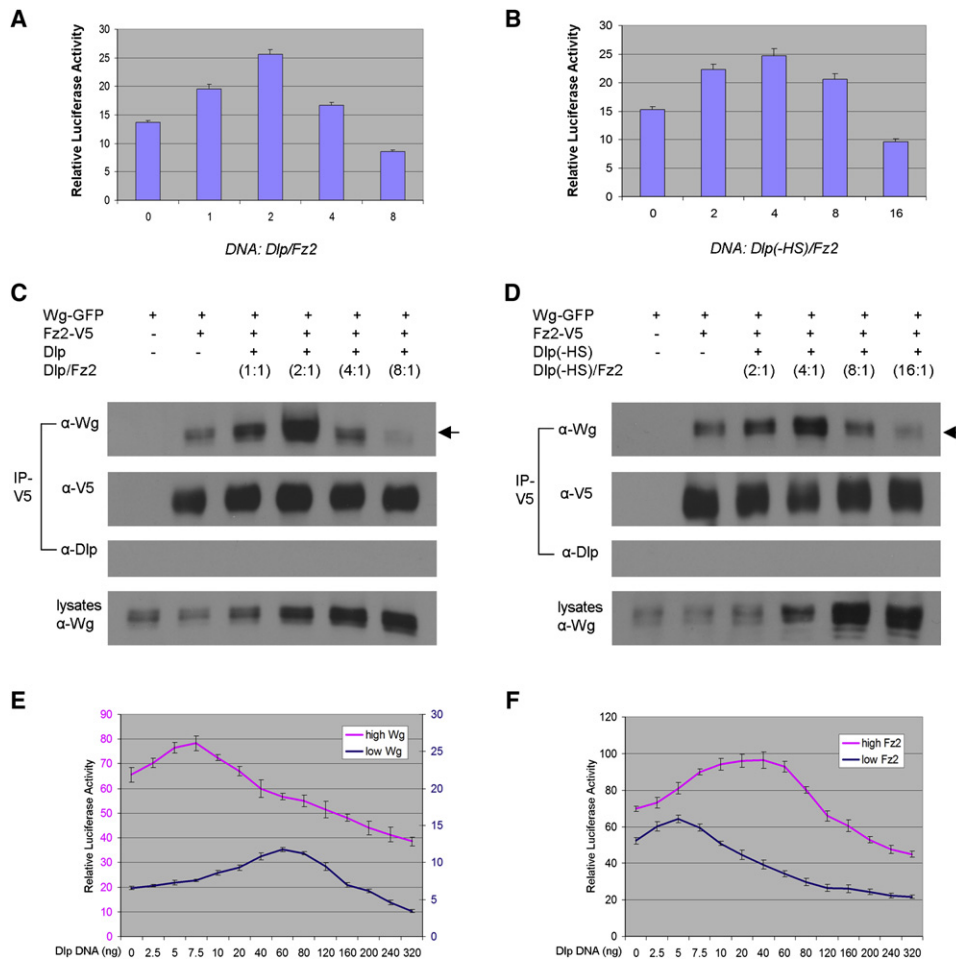 A
Relative Luciferase Activity
30
25
20
15
10
5
0
0 1 2 4 8
DNA: Dlp/Fz2
B
Relative Luciferase Activity
30
25
20
15
10
5
0
0 2 4 8 16
DNA: Dlp(-HS)/Fz2
C
Wg-GFP + + + + + +
Fz2-V5 - + + + + +
Dlp - - + + + +
Dlp/Fz2 (1:1) (2:1) (4:1) (8:1)
IP-
V5
α-Wg
α-V5
α-Dlp
lysates
α-Wg
D
Wg-GFP + + + + + +
Fz2-V5 - + + + + +
Dlp(-HS) - - + + + +
Dlp(-HS)/Fz2 (2:1) (4:1) (8:1) (16:1)
IP-
V5
α-Wg
α-V5
α-Dlp
lysates
α-Wg
E
Relative Luciferase Activity
90
80
70
60
50
40
30
20
10
0
high Wg
low Wg
30
25
20
15
10
5
0
Dlp DNA (ng) 0 2.5 5 7.5 10 20 40 60 80 120 160 200 240 320
F
Relative Luciferase Activity
120
100
80
60
40
20
0
high Fz2
low Fz2
Dlp DNA (ng) 0 2.5 5 7.5 10 20 40 60 80 120 160 200 240 320